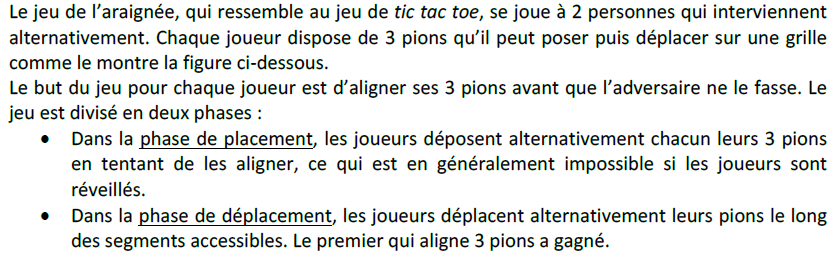 Le jeu de l’araignée, qui ressemble au jeu de tic tac toe, se joue à 2 personnes qui interviennent
alternativement. Chaque joueur dispose de 3 pions qu’il peut poser puis déplacer sur une grille
comme le montre la figure ci-dessous.
Le but du jeu pour chaque joueur est d’aligner ses 3 pions avant que l’adversaire ne le fasse. Le
jeu est divisé en deux phases :
• Dans la phase de placement, les joueurs déposent alternativement chacun leurs 3 pions
en tentant de les aligner, ce qui est en généralement impossible si les joueurs sont
réveillés.
• Dans la phase de déplacement, les joueurs déplacent alternativement leurs pions le long
des segments accessibles. Le premier qui aligne 3 pions a gagné.